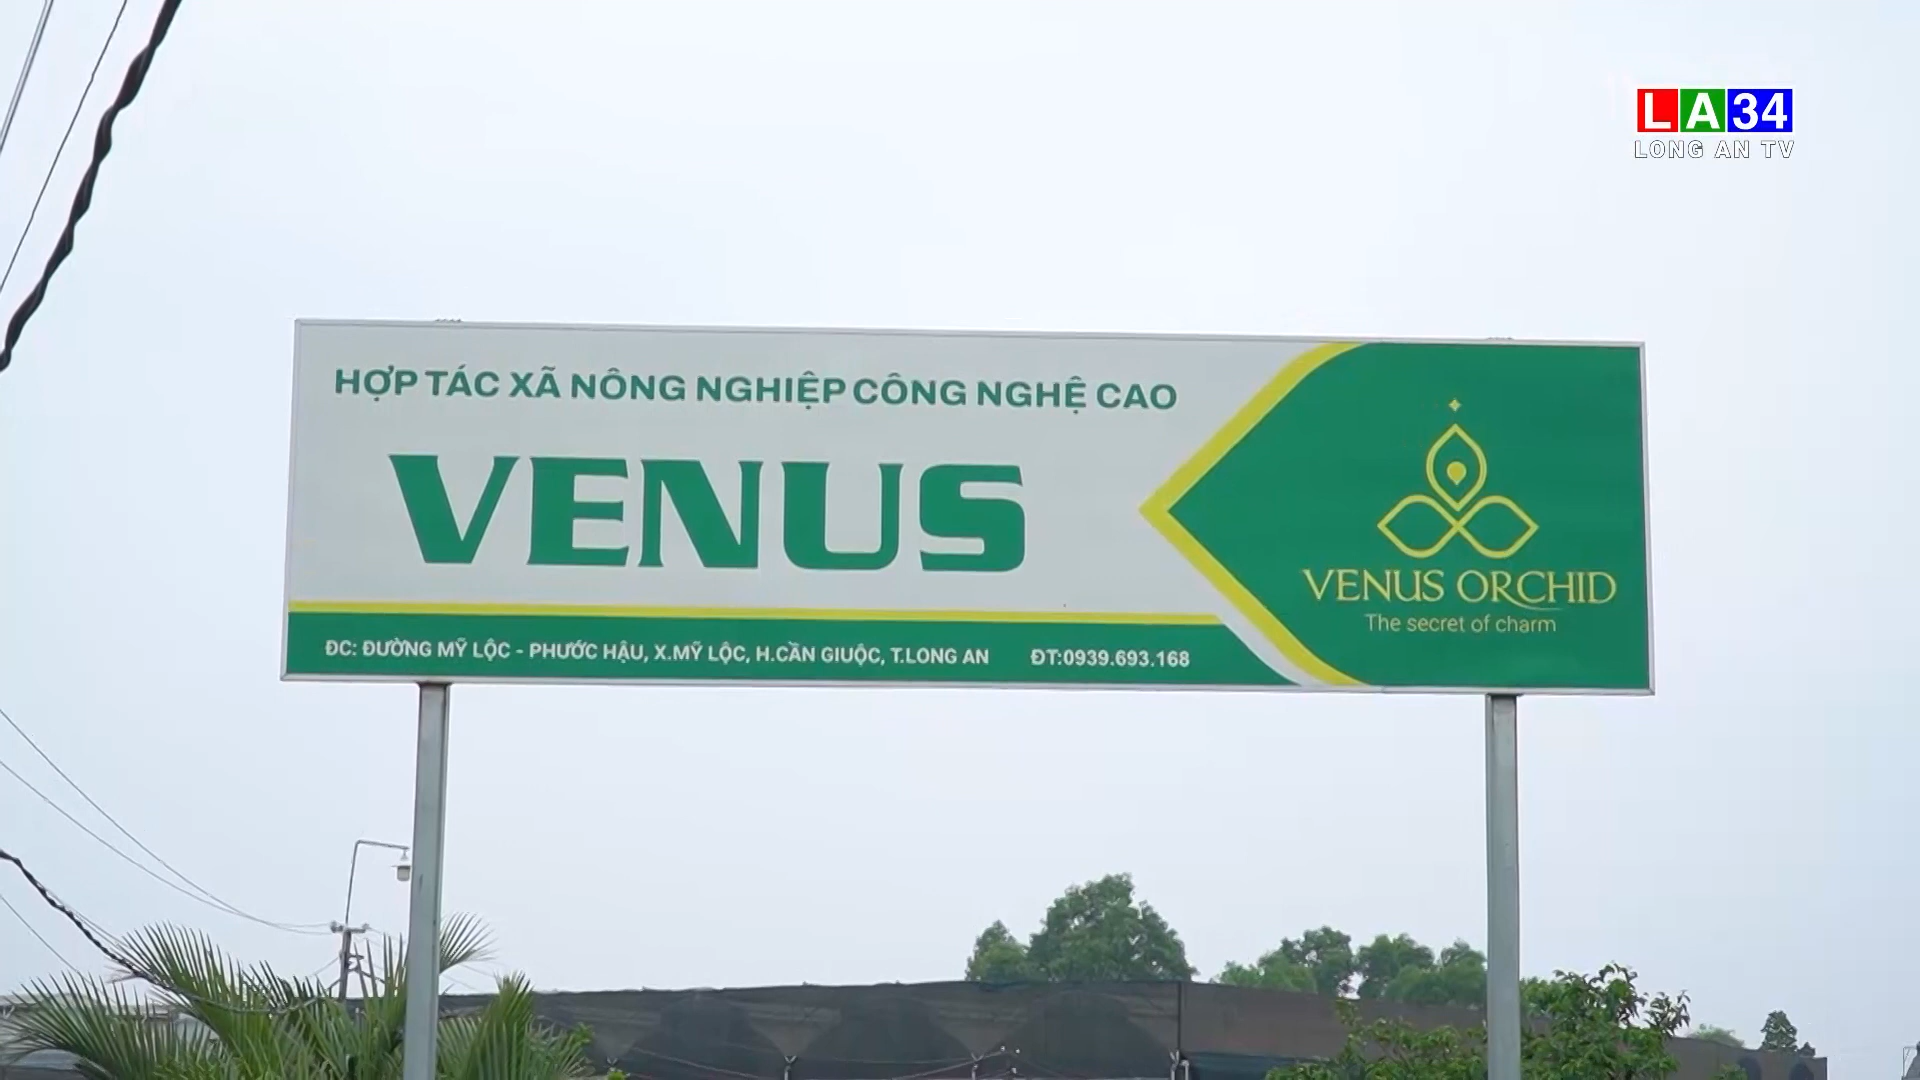 LA34
LONG AN TV
HỢP TÁC XÃ NÔNG NGHIỆP CÔNG NGHỆ CAO
VENUS
VENUS ORCHID
The secret of charm
ĐC: ĐƯỜNG MỸ LỘC - PHƯỚC HẬU, X.MỸ LỘC, H.CẦN GIUỘC, T.LONG AN ĐT:0939.693.168